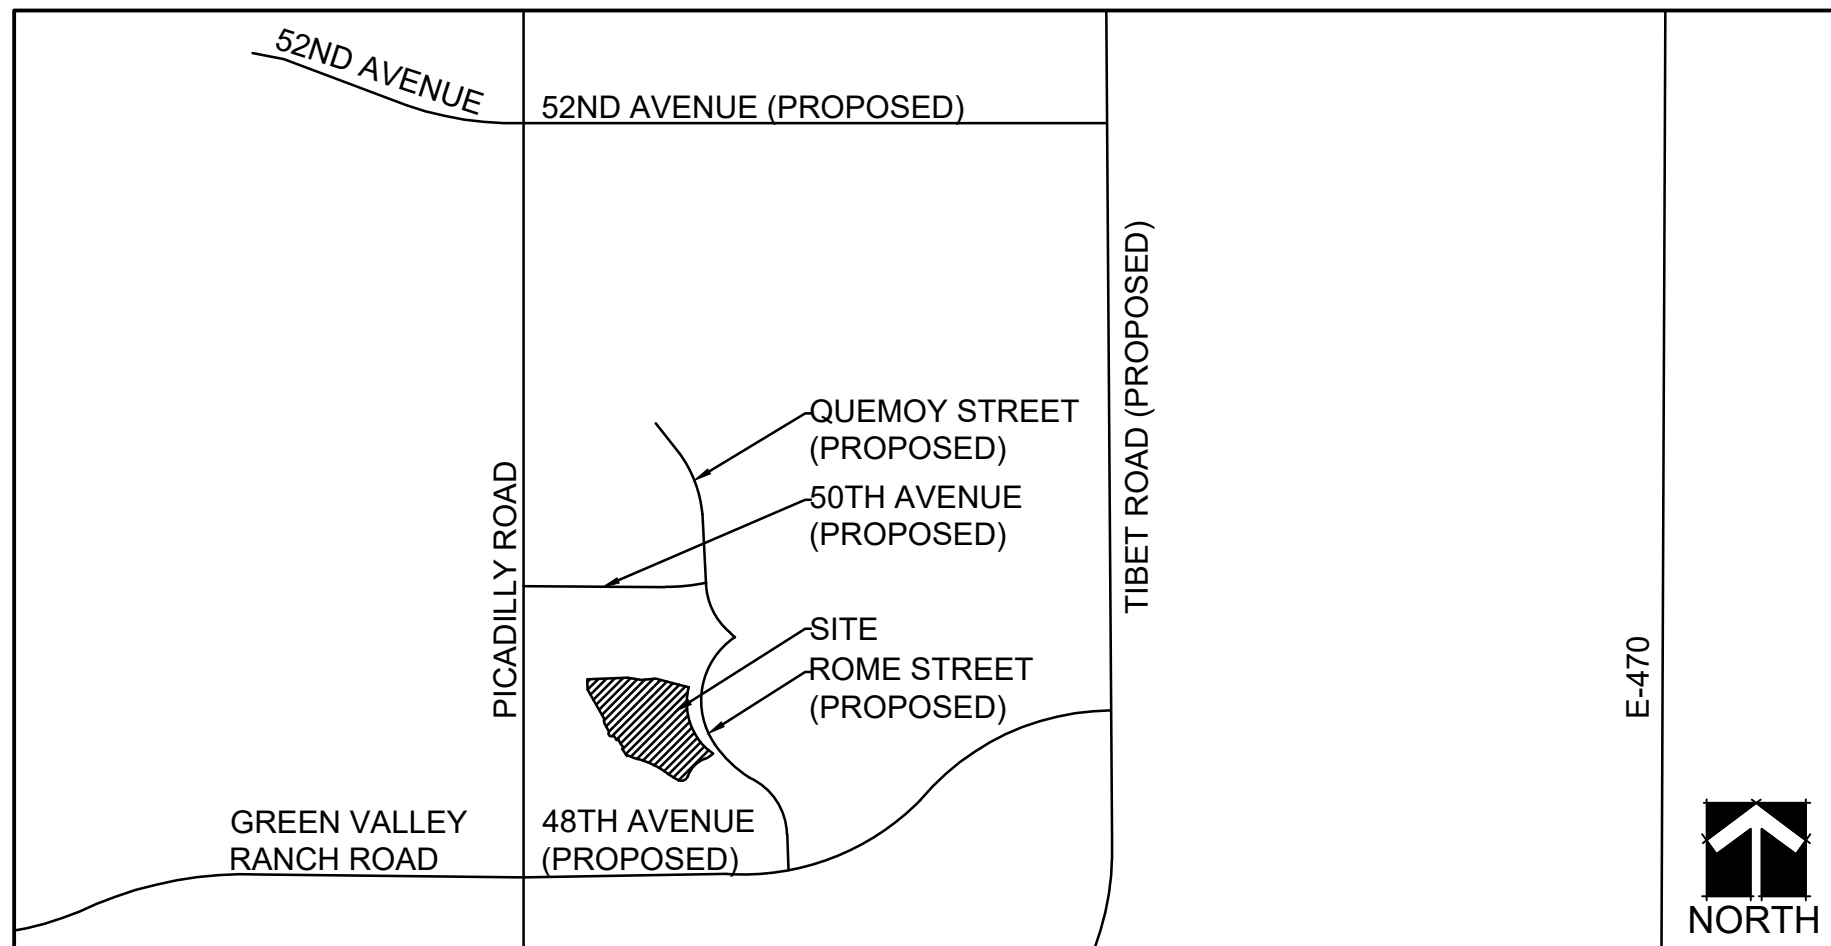 52ND AVENUE
52ND AVENUE (PROPOSED)
TIBET ROAD (PROPOSED)
QUEMOY STREET
(PROPOSED)
PICADILLY ROAD
50TH AVENUE
(PROPOSED)
SITE
ROME STREET
(PROPOSED)
E-470
GREEN VALLEY
RANCH ROAD
48TH AVENUE
(PROPOSED)
NORTH